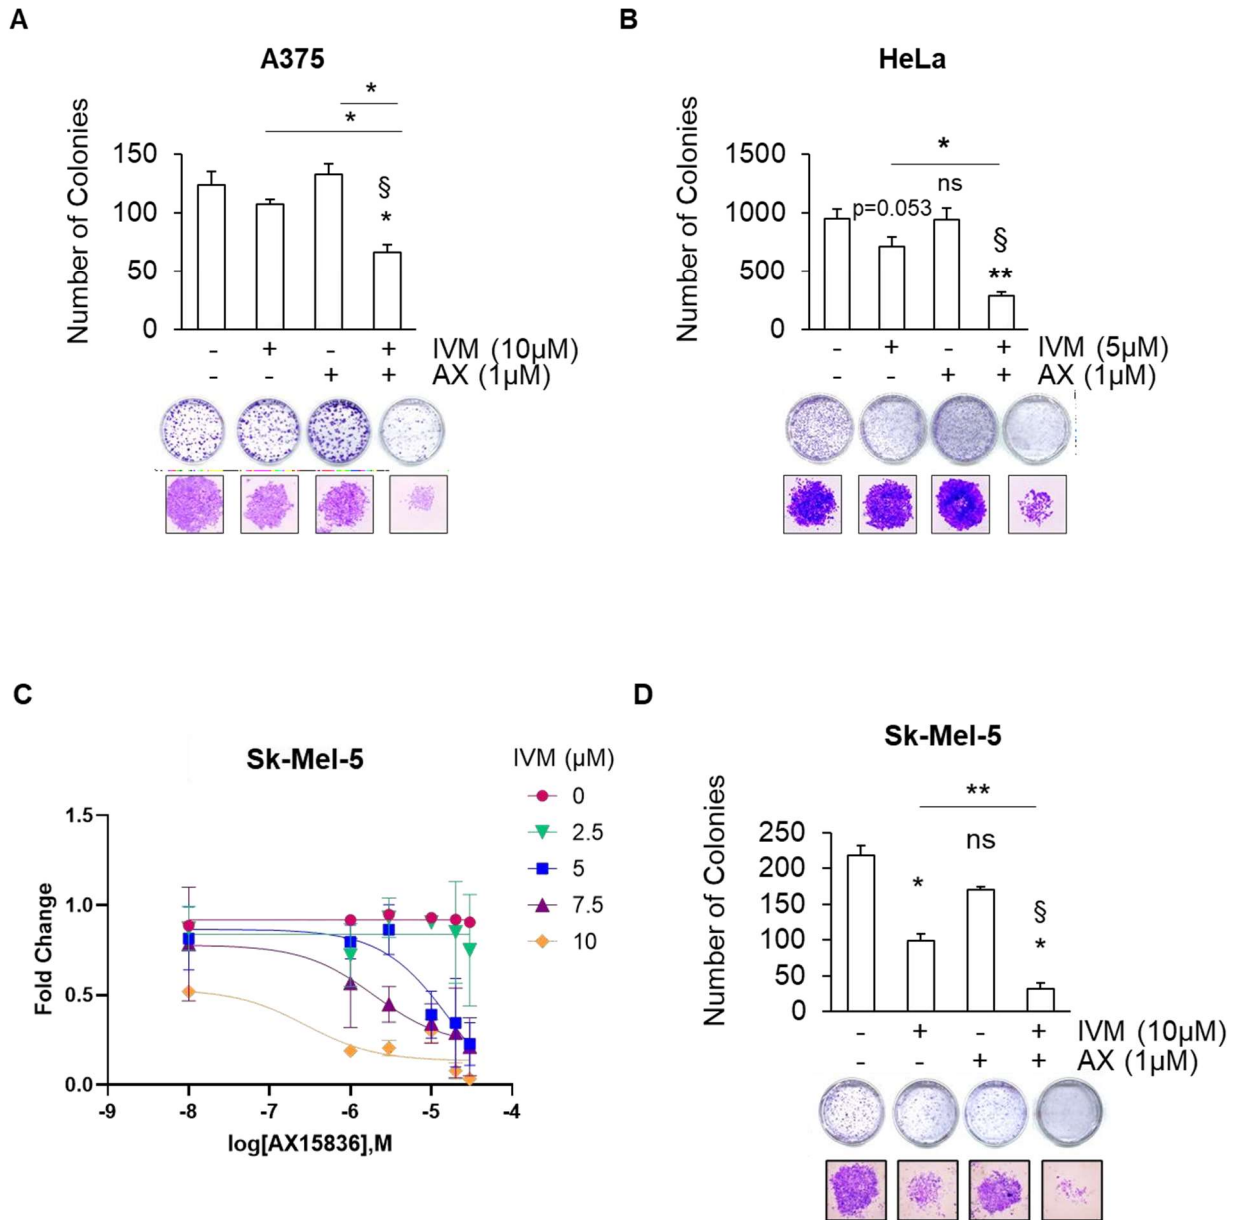 A
A375
*
*
Number of Colonies
150
100
50
0
§
*
- + - + IVM (10µM)
- - + + AX (1µM)
B
HeLa
*
Number of Colonies
1500
1000
500
0
p=0.053
ns
§
**
- + - + IVM (5µM)
- - + + AX (1µM)
C
Sk-Mel-5
IVM (µM)
0
2.5
5
7.5
10
Fold Change
1.5
1.0
0.5
0.0
-9 -8 -7 -6 -5 -4
log[AX15836],M
D
Sk-Mel-5
**
Number of Colonies
250
200
150
100
50
0
*
ns
§
*
- + - + IVM (10µM)
- - + + AX (1µM)